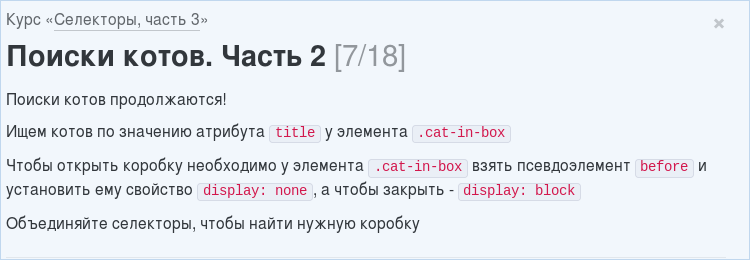 Курс «Селекторы, часть 3»
Поиски котов. Часть 2 [7/18]
Поиски котов продолжаются!
Ищем котов по значению атрибута title у элемента .cat-in-box
Чтобы открыть коробку необходимо у элемента .cat-in-box взять псевдоэлемент before и
установить ему свойство display: none, а чтобы закрыть - display: block
Объединяйте селекторы, чтобы найти нужную коробку